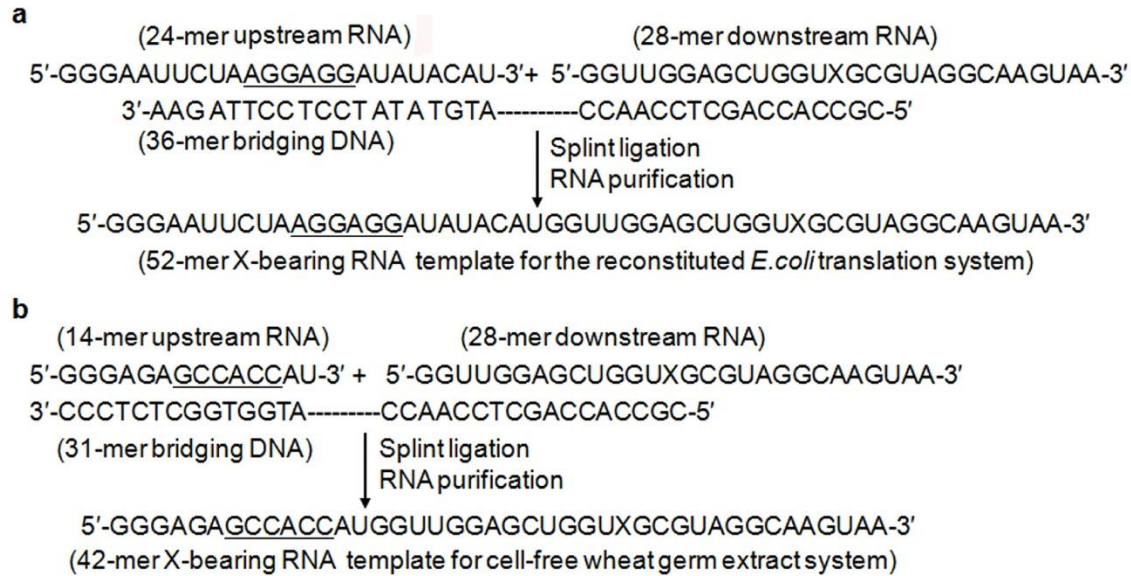 a
(24-mer upstream RNA) (28-mer downstream RNA)
5′-GGGAAUUCUAAGGAGGAUAUACAU-3′+ 5′-GGUUGGAGCUGGUXGCGUAGGCAAGUAA-3′
3′-AAG ATTCC TCCT ATATGTA----------CCAACCTCGACCACCGC-5′
(36-mer bridging DNA)
Splint ligation
RNA purification
5′-GGGAAUUCUAAGGAGGAUAUACAUGGUUGGAGCUGGUXGCGUAGGCAAGUAA-3′
(52-mer X-bearing RNA template for the reconstituted E.coli translation system)
b
(14-mer upstream RNA) (28-mer downstream RNA)
5′-GGGAGAGCCACCAU-3′ + 5′-GGUUGGAGCUGGUXGCGUAGGCAAGUAA-3′
3′-CCCTCTCGGTGGTA---------CCAACCTCGACCACCGC-5′
(31-mer bridging DNA)
Splint ligation
RNA purification
5′-GGGAGAGCCACCAUGGUUGGAGCUGGUXGCGUAGGCAAGUAA-3′
(42-mer X-bearing RNA template for cell-free wheat germ extract system)